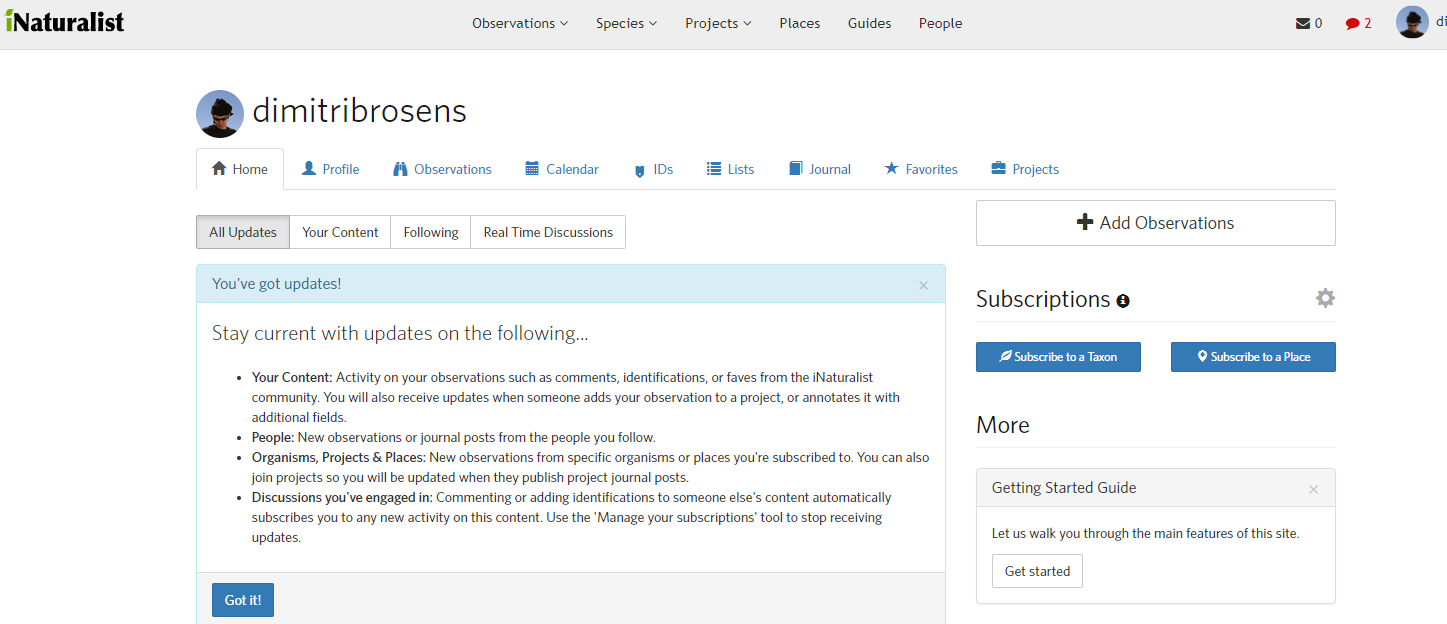 iNaturalist
Observations Species Projects Places Guides People
0 2 di
dimitribrosens
Home Profile Observations Calendar IDs Lists Journal Favorites Projects
All Updates Your Content Following Real Time Discussions
Add Observations
You've got updates!
Stay current with updates on the following...
Your Content: Activity on your observations such as comments, identifications, or faves from the iNaturalist
community. You will also receive updates when someone adds your observation to a project, or annotates it with
additional fields.
People: New observations or journal posts from the people you follow.
Organisms, Projects & Places: New observations from specific organisms or places you're subscribed to. You can also
join projects so you will be updated when they publish project journal posts.
Discussions you've engaged in: Commenting or adding identifications to someone else's content automatically
subscribes you to any new activity on this content. Use the 'Manage your subscriptions' tool to stop receiving
updates.
Got it!
Subscriptions
Subscribe to a Taxon Subscribe to a Place
More
Getting Started Guide
Let us walk you through the main features of this site.
Get started